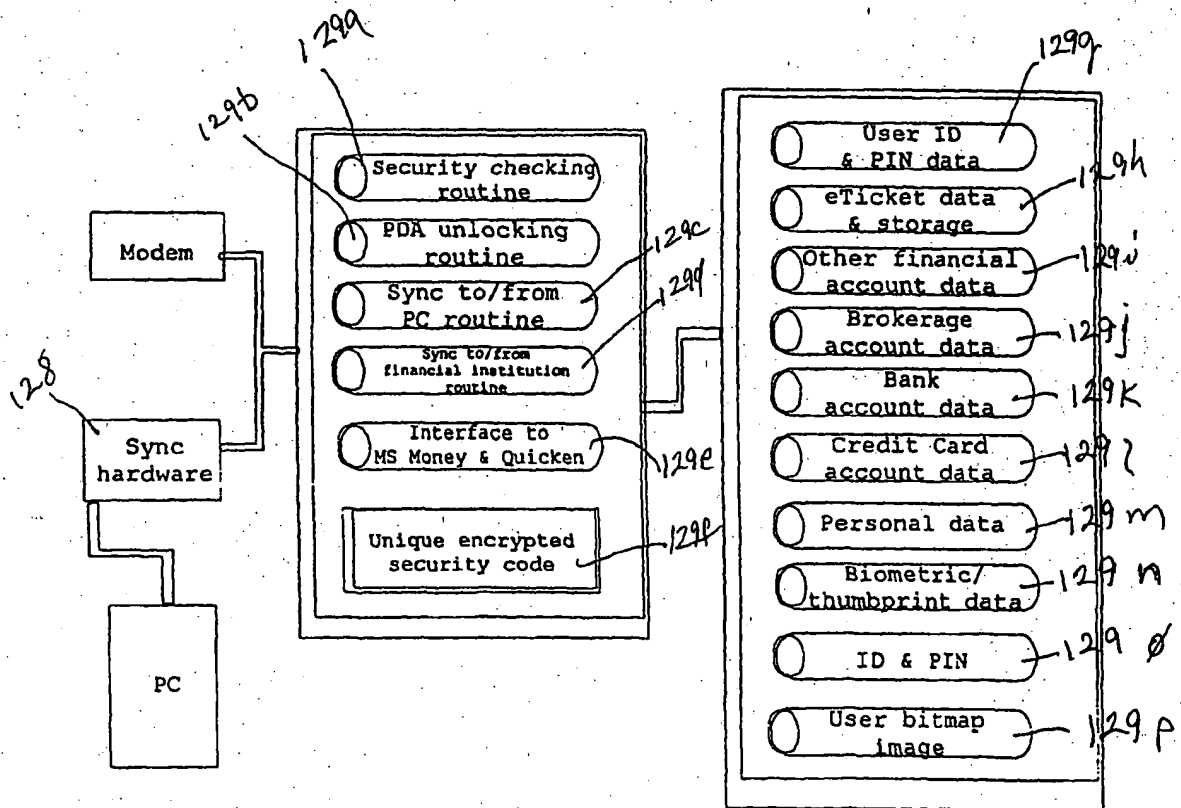 129a
129b
Security checking
routine
PDA unlocking
routine
129c
Sync to/from
PC routine
129d
Sync to/from
financial institution
routine
Interface to
MS Money & Quicken
129e
Unique encrypted
security code
129f
Modem
128
Sync
hardware
PC
129g
User ID
& PIN data
129h
eTicket data
& storage
Other financial
account data
129i
Brokerage
account data
129j
Bank
account data
129K
Credit Card
account data
129l
Personal data
129m
Biometric/
thumbprint data
129n
ID & PIN
129ø
User bitmap
image
129p